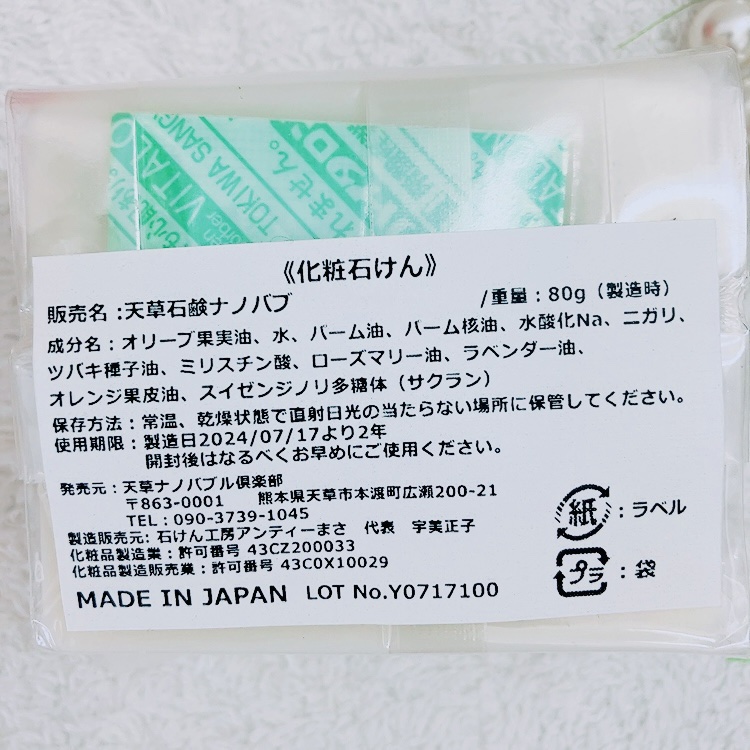 VITALO
TOKIWA SANG
れません。
《化粧石けん》
販売名:天草石鹸ナノバブ /重量:80g(製造時)
成分名:オリーブ果実油、水、バーム油、バーム核油、水酸化Na、ニガリ、
ツバキ種子油、ミリスチン酸、ローズマリー油、ラベンダー油、
オレンジ果皮油、スイゼンジノリ多糖体(サクラン)
保存方法:常温、乾燥状態で直射日光の当たらない場所に保管してください。
使用期限:製造日2024/07/17より2年
開封後はなるべくお早めにご使用ください。
発売元:天草ナノバブル倶楽部
〒863-0001 熊本県天草市本渡町広瀬200-21
TEL:090-3739-1045
製造販売元:石けん工房アンティーまさ 代表 宇美正子
化粧品製造業:許可番号 43CZ200033
化粧品製造販売業:許可番号 43C0X10029
MADE IN JAPAN LOT No.Y0717100
紙:ラベル
プラ:袋